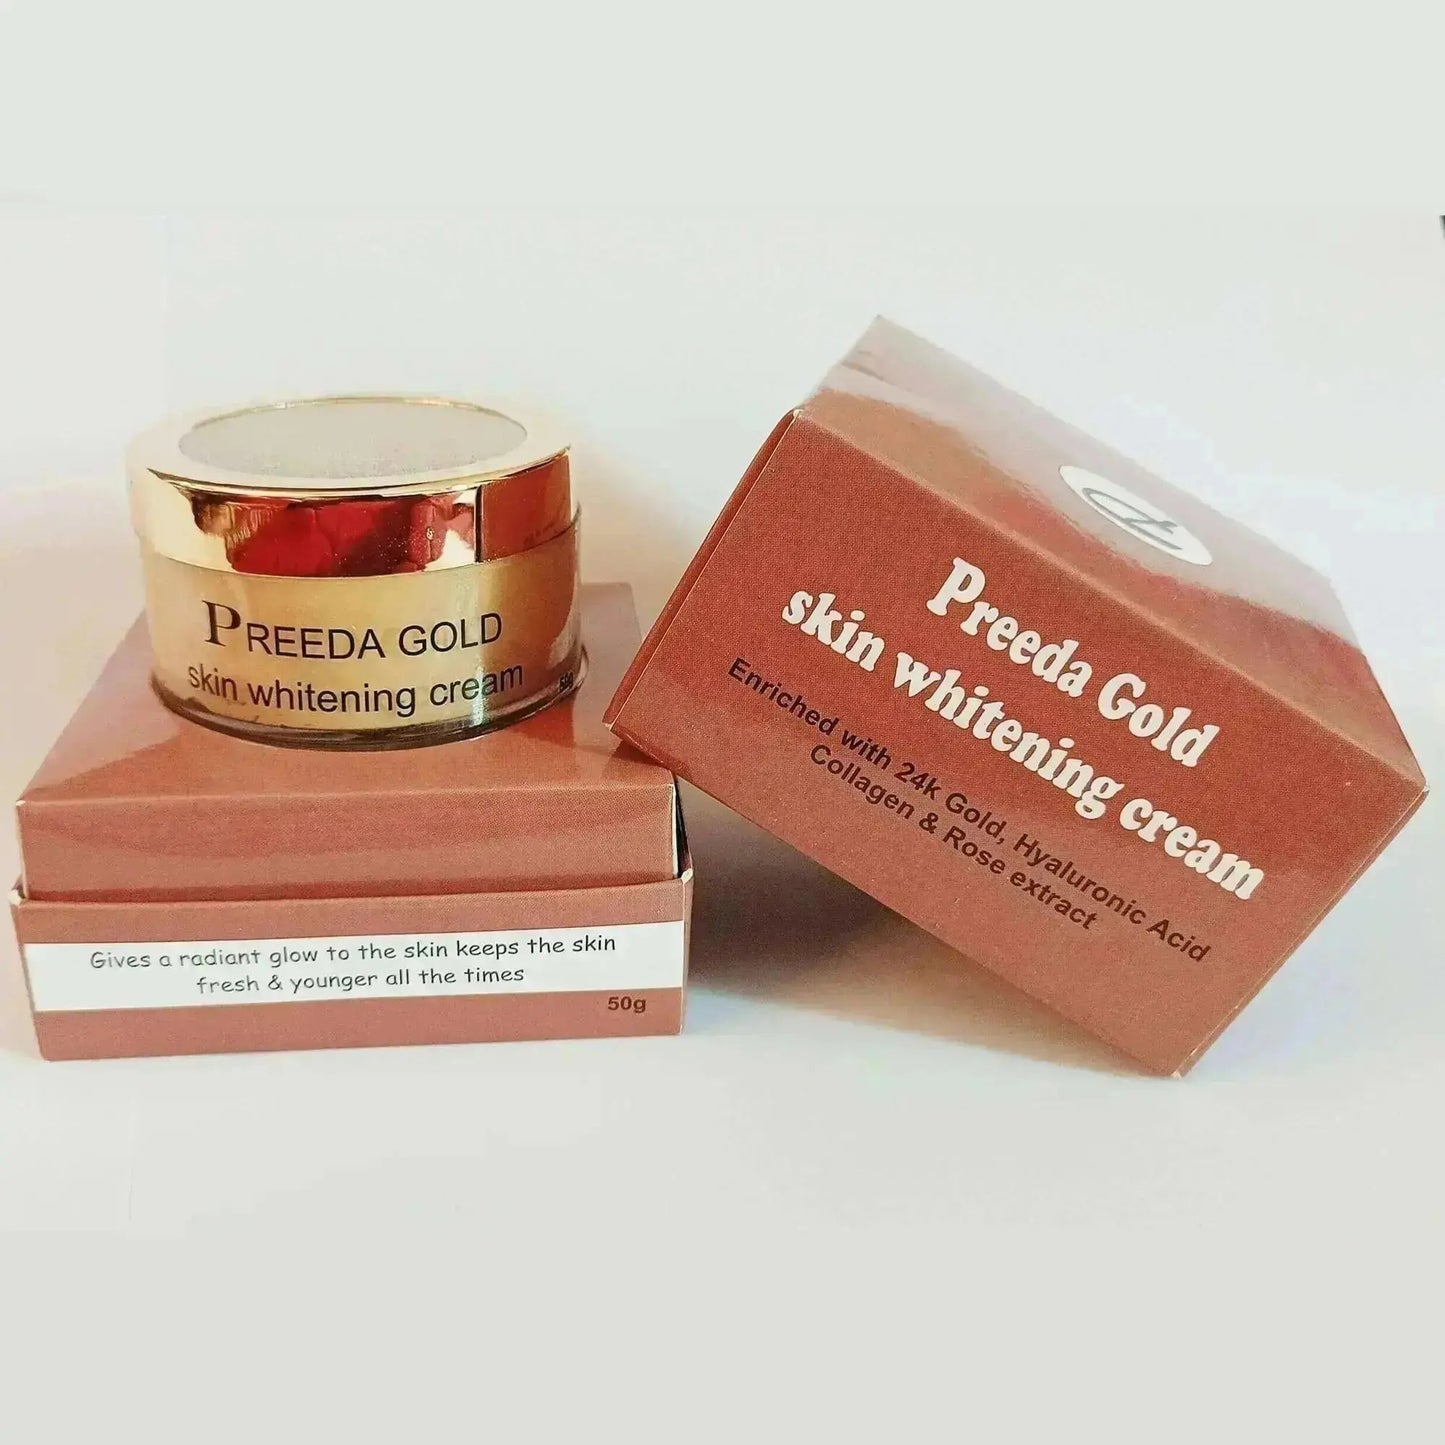 PREEDA GOLD
skin whitening cream
50g
Gives a radiant glow to the skin keeps the skin
fresh & younger all the times
50g
Preeda Gold
skin whitening cream
Enriched with 24k Gold, Hyaluronic Acid
Collagen & Rose extract